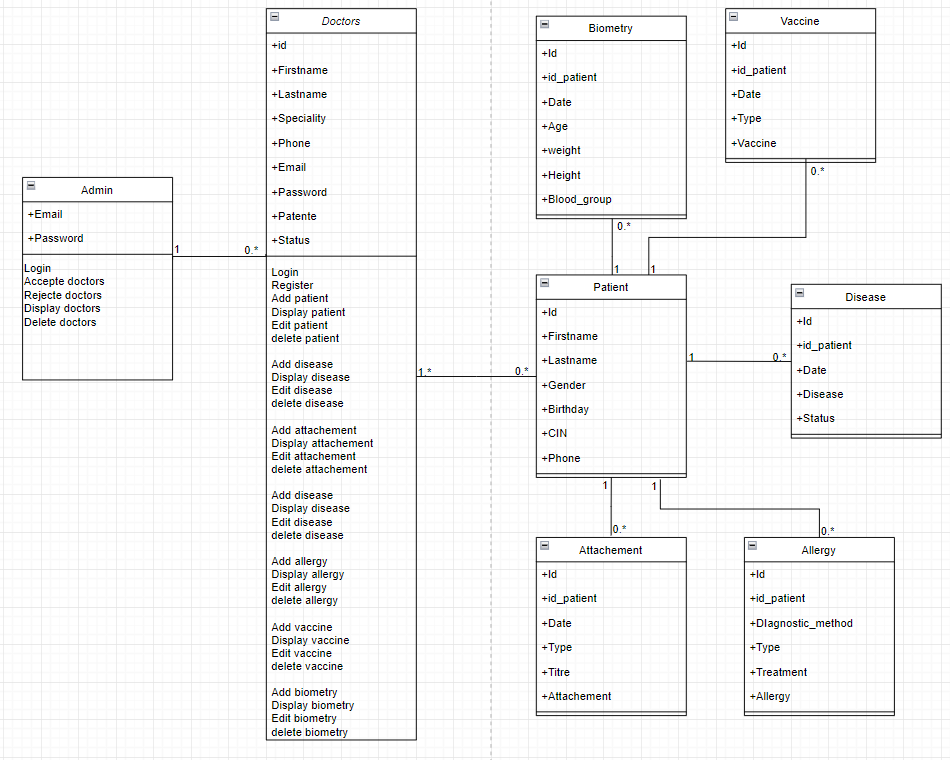 Doctors
+id
+Firstname
+Lastname
+Speciality
+Phone
+Email
+Password
+Patente
+Status
Login
Register
Add patient
Display patient
Edit patient
delete patient
Add disease
Display disease
Edit disease
delete disease
Add attachement
Display attachement
Edit attachement
delete attachement
Add disease
Display disease
Edit disease
delete disease
Add allergy
Display allergy
Edit allergy
delete allergy
Add vaccine
Display vaccine
Edit vaccine
delete vaccine
Add biometry
Display biometry
Edit biometry
delete biometry
Admin
+Email
+Password
Login
Accepte doctors
Rejecte doctors
Display doctors
Delete doctors
1
0.*
1.*
0.*
Biometry
+Id
+id_patient
+Date
+Age
+weight
+Height
+Blood_group
0.*
1
Vaccine
+Id
+id_patient
+Date
+Type
+Vaccine
0.*
1
Patient
+Id
+Firstname
+Lastname
+Gender
+Birthday
+CIN
+Phone
1
0.*
Disease
+Id
+id_patient
+Date
+Disease
+Status
1
0.*
1
0.*
Attachement
+Id
+id_patient
+Date
+Type
+Titre
+Attachement
Allergy
+Id
+id_patient
+DIagnostic_method
+Type
+Treatment
+Allergy